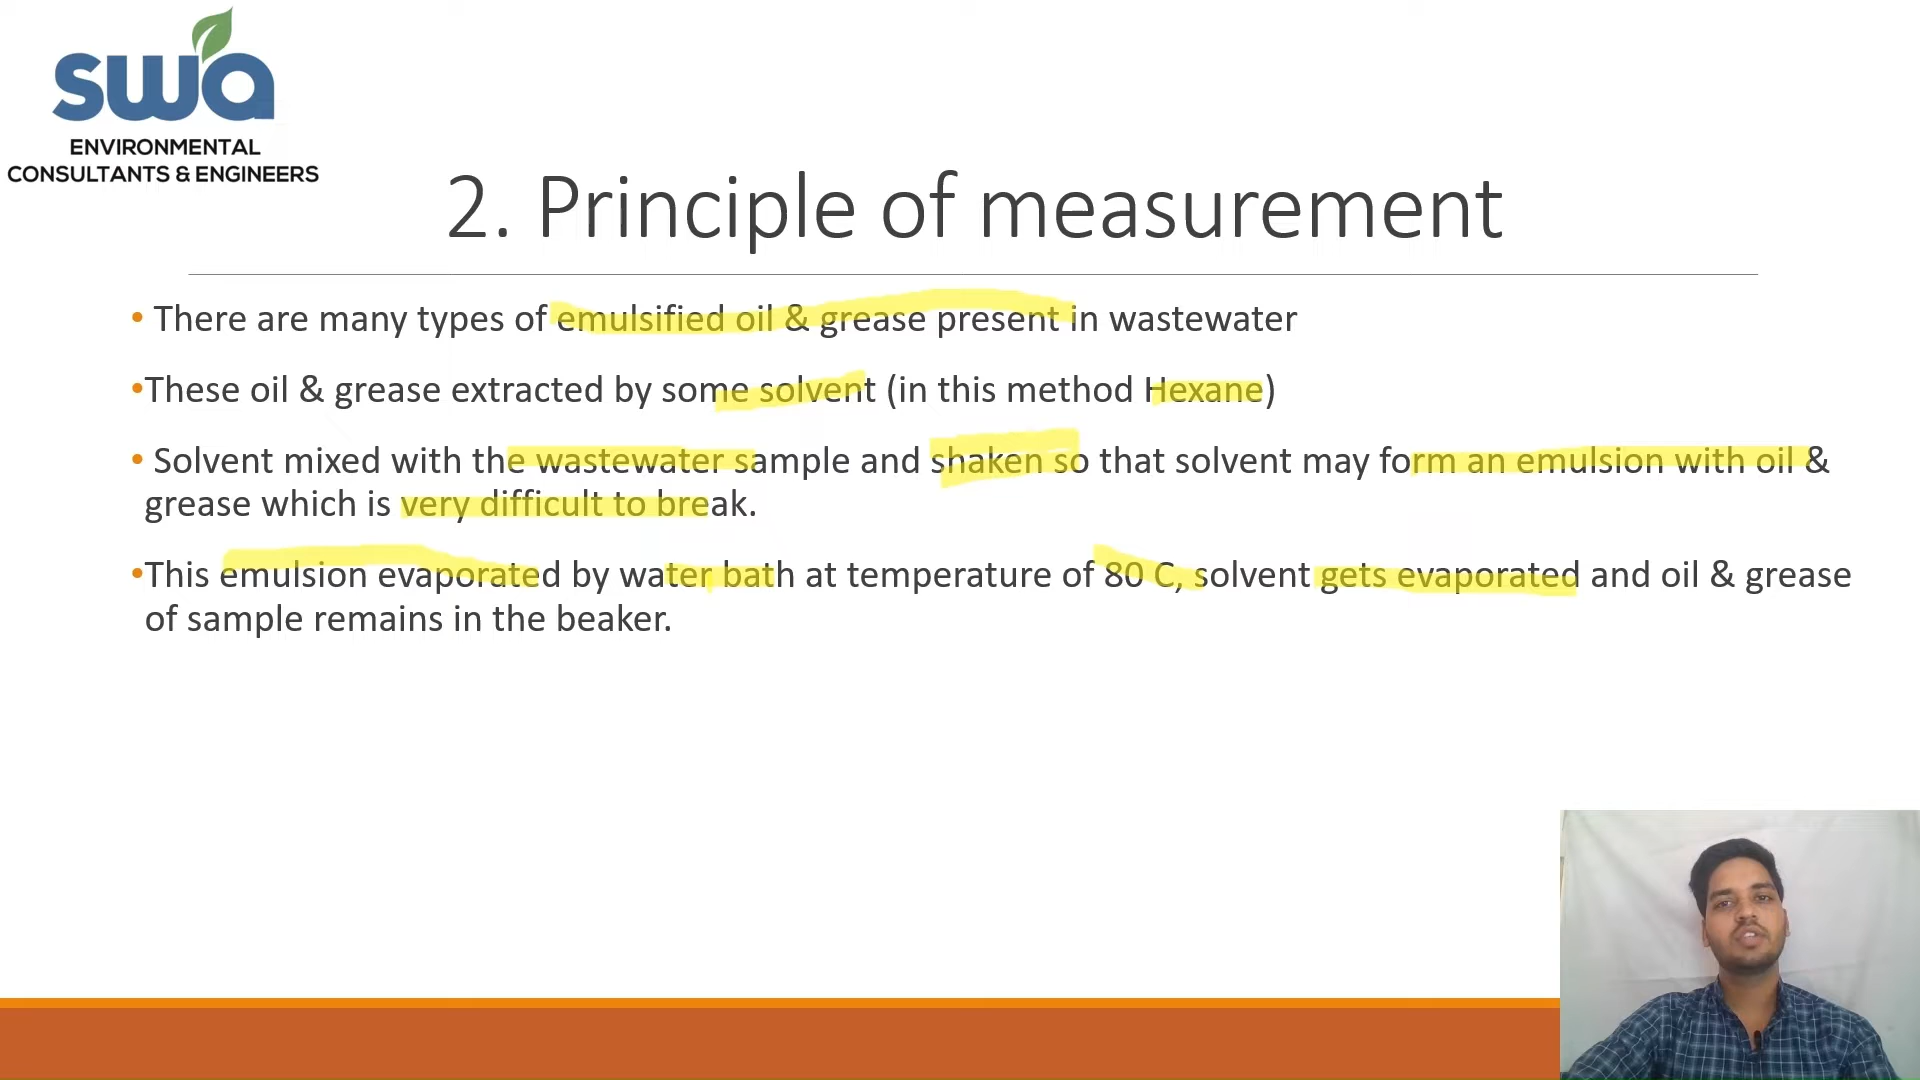 swa
ENVIRONMENTAL
CONSULTANTS & ENGINEERS
2. Principle of measurement
• There are many types of emulsified oil & grease present in wastewater
•These oil & grease extracted by some solvent (in this method Hexane)
• Solvent mixed with the wastewater sample and shaken so that solvent may form an emulsion with oil &
grease which is very difficult to break.
•This emulsion evaporated by water bath at temperature of 80 C, solvent gets evaporated and oil & grease
of sample remains in the beaker.